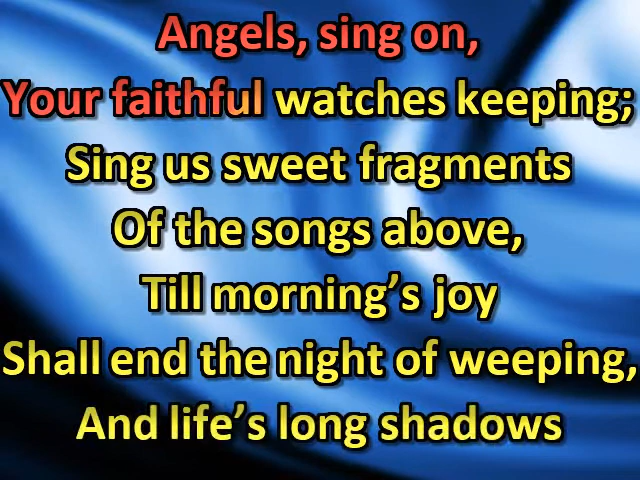 Angels, sing on,
Your faithful watches keeping;
Sing us sweet fragments
Of the songs above,
Till morning’s joy
Shall end the night of weeping,
And life’s long shadows